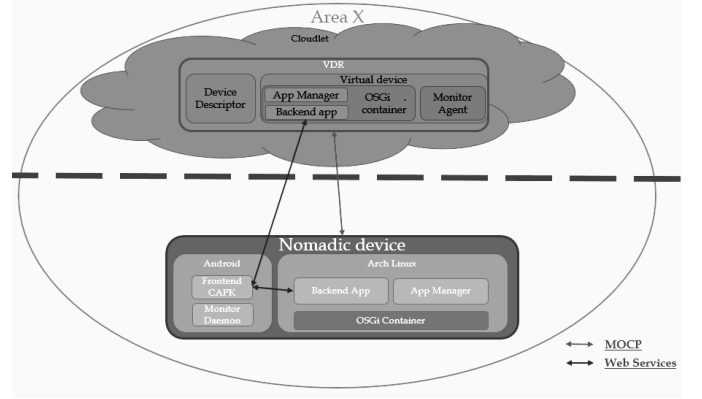 Area X
Cloudlet
VDR
Virtual device
Device
Descriptor
App Manager
Backend app
OSGi
container
Monitor
Agent
Nomadic device
Android
Frontend
CAPK
Monitor
Daemon
Arch Linux
Backend App
App Manager
OSGi Container
MOCP
Web Services